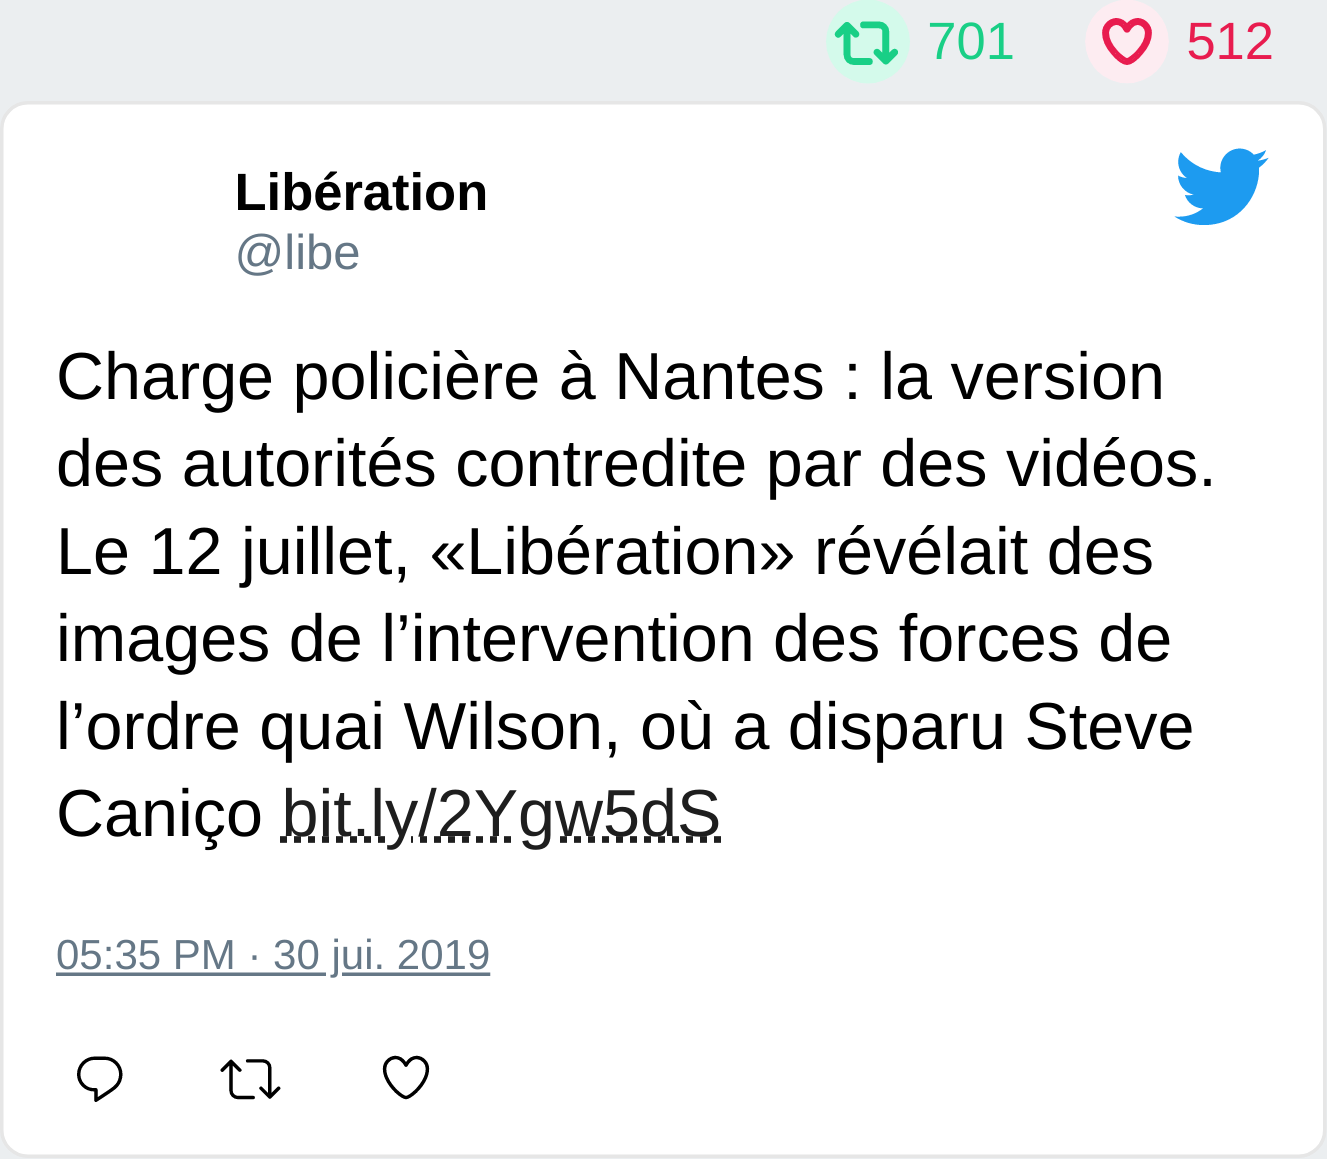 701 512
Libération
@libe
Charge policière à Nantes : la version
des autorités contredite par des vidéos.
Le 12 juillet, «Libération» révélait des
images de l’intervention des forces de
l’ordre quai Wilson, où a disparu Steve
Caniço bit.ly/2Ygw5dS
05:35 PM · 30 jui. 2019